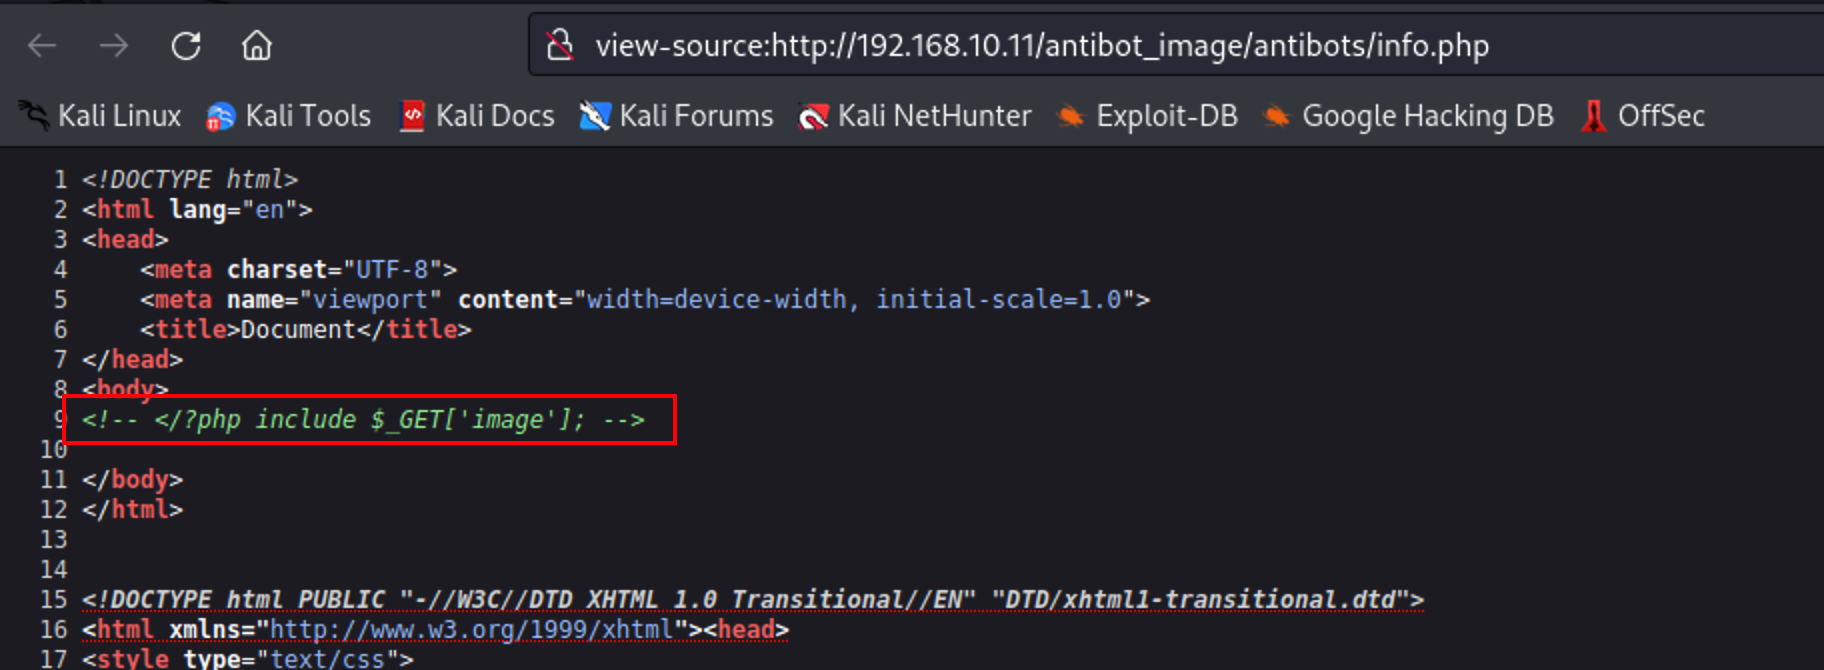 view-source:http://192.168.10.11/antibot_image/antibots/info.php
Kali Linux Kali Tools Kali Docs Kali Forums Kali NetHunter Exploit-DB Google Hacking DB OffSec
1 <!DOCTYPE html>
2 <html lang="en">
3 <head>
4     <meta charset="UTF-8">
5     <meta name="viewport" content="width=device-width, initial-scale=1.0">
6     <title>Document</title>
7 </head>
8 <body>
9 <!-- </?php include $_GET['image']; -->
10
11 </body>
12 </html>
13
14
15 <!DOCTYPE html PUBLIC "-//W3C//DTD XHTML 1.0 Transitional//EN" "DTD/xhtml1-transitional.dtd">
16 <html xmlns="http://www.w3.org/1999/xhtml"><head>
17 <style type="text/css">